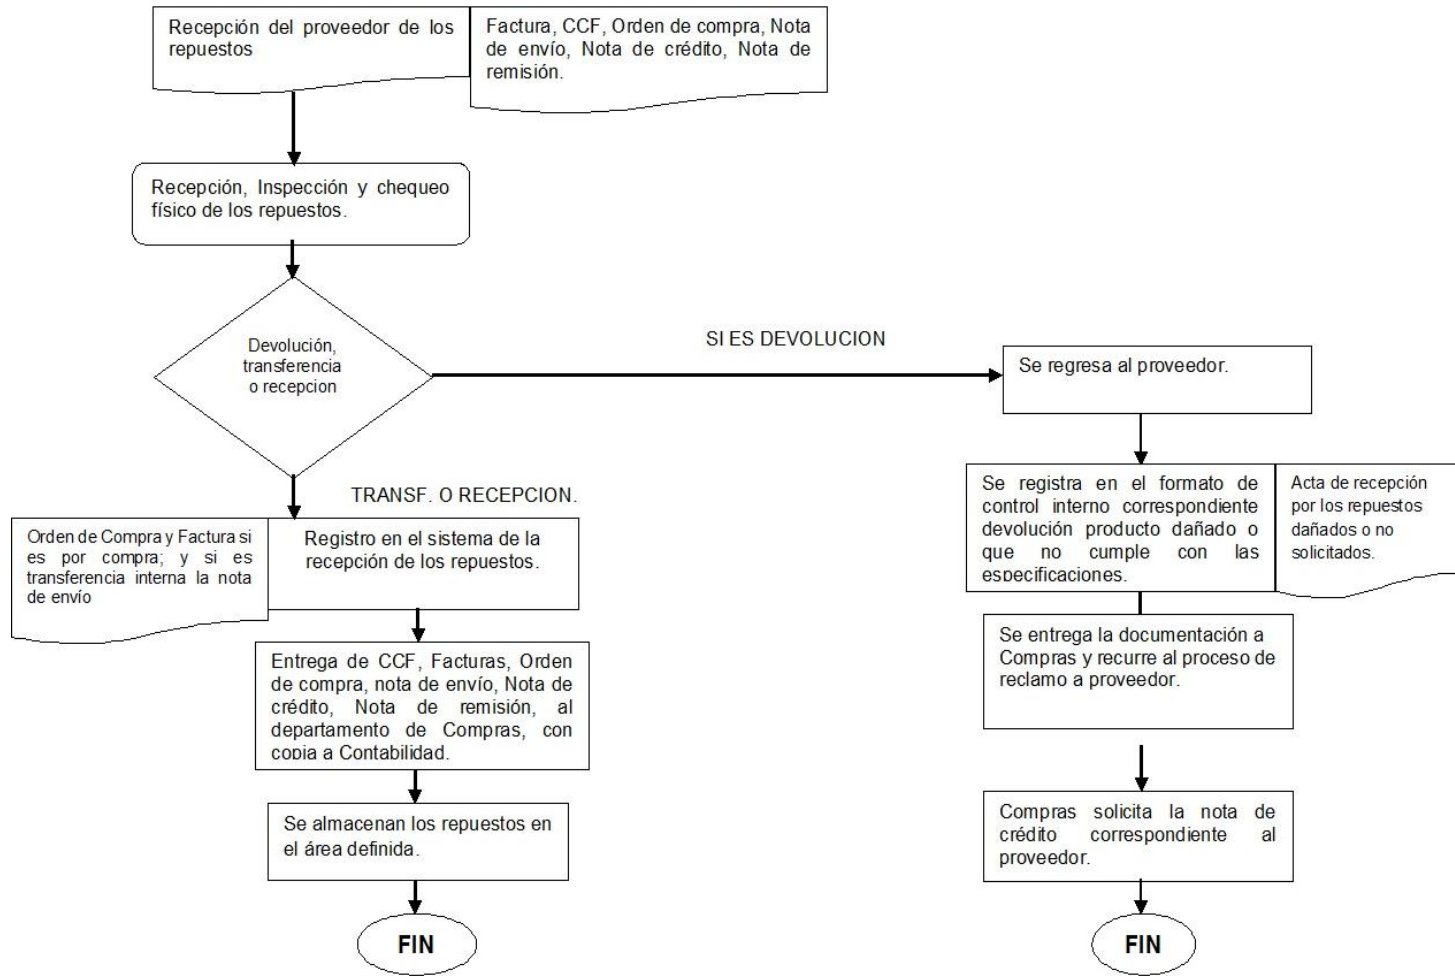 Recepción del proveedor de los
repuestos
Factura, CCF, Orden de compra, Nota
de envío, Nota de crédito, Nota de
remisión.
Recepción, Inspección y chequeo
físico de los repuestos.
Devolución,
transferencia
o recepcion
SI ES DEVOLUCION
Se regresa al proveedor.
Se registra en el formato de
control interno correspondiente
devolución producto dañado o
que no cumple con las
especificaciones.
Acta de recepción
por los repuestos
dañados o no
solicitados.
Se entrega la documentación a
Compras y recurre al proceso de
reclamo a proveedor.
Compras solicita la nota de
crédito correspondiente al
proveedor.
FIN
TRANSF. O RECEPCION.
Orden de Compra y Factura si
es por compra; y si es
transferencia interna la nota
de envío
Registro en el sistema de la
recepción de los repuestos.
Entrega de CCF, Facturas, Orden
de compra, nota de envío, Nota de
crédito, Nota de remisión, al
departamento de Compras, con
copia a Contabilidad.
Se almacenan los repuestos en
el área definida.
FIN